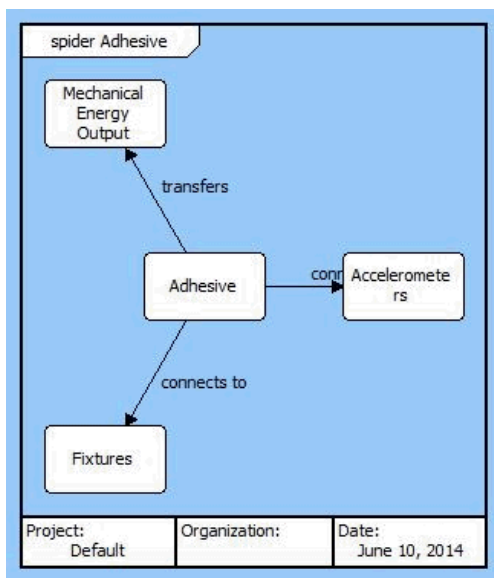 spider Adhesive
Mechanical
Energy
Output
transfers
Adhesive
Acceleromete
rs
connects to
Fixtures
Project:
Default
Organization:
Date:
June 10, 2014